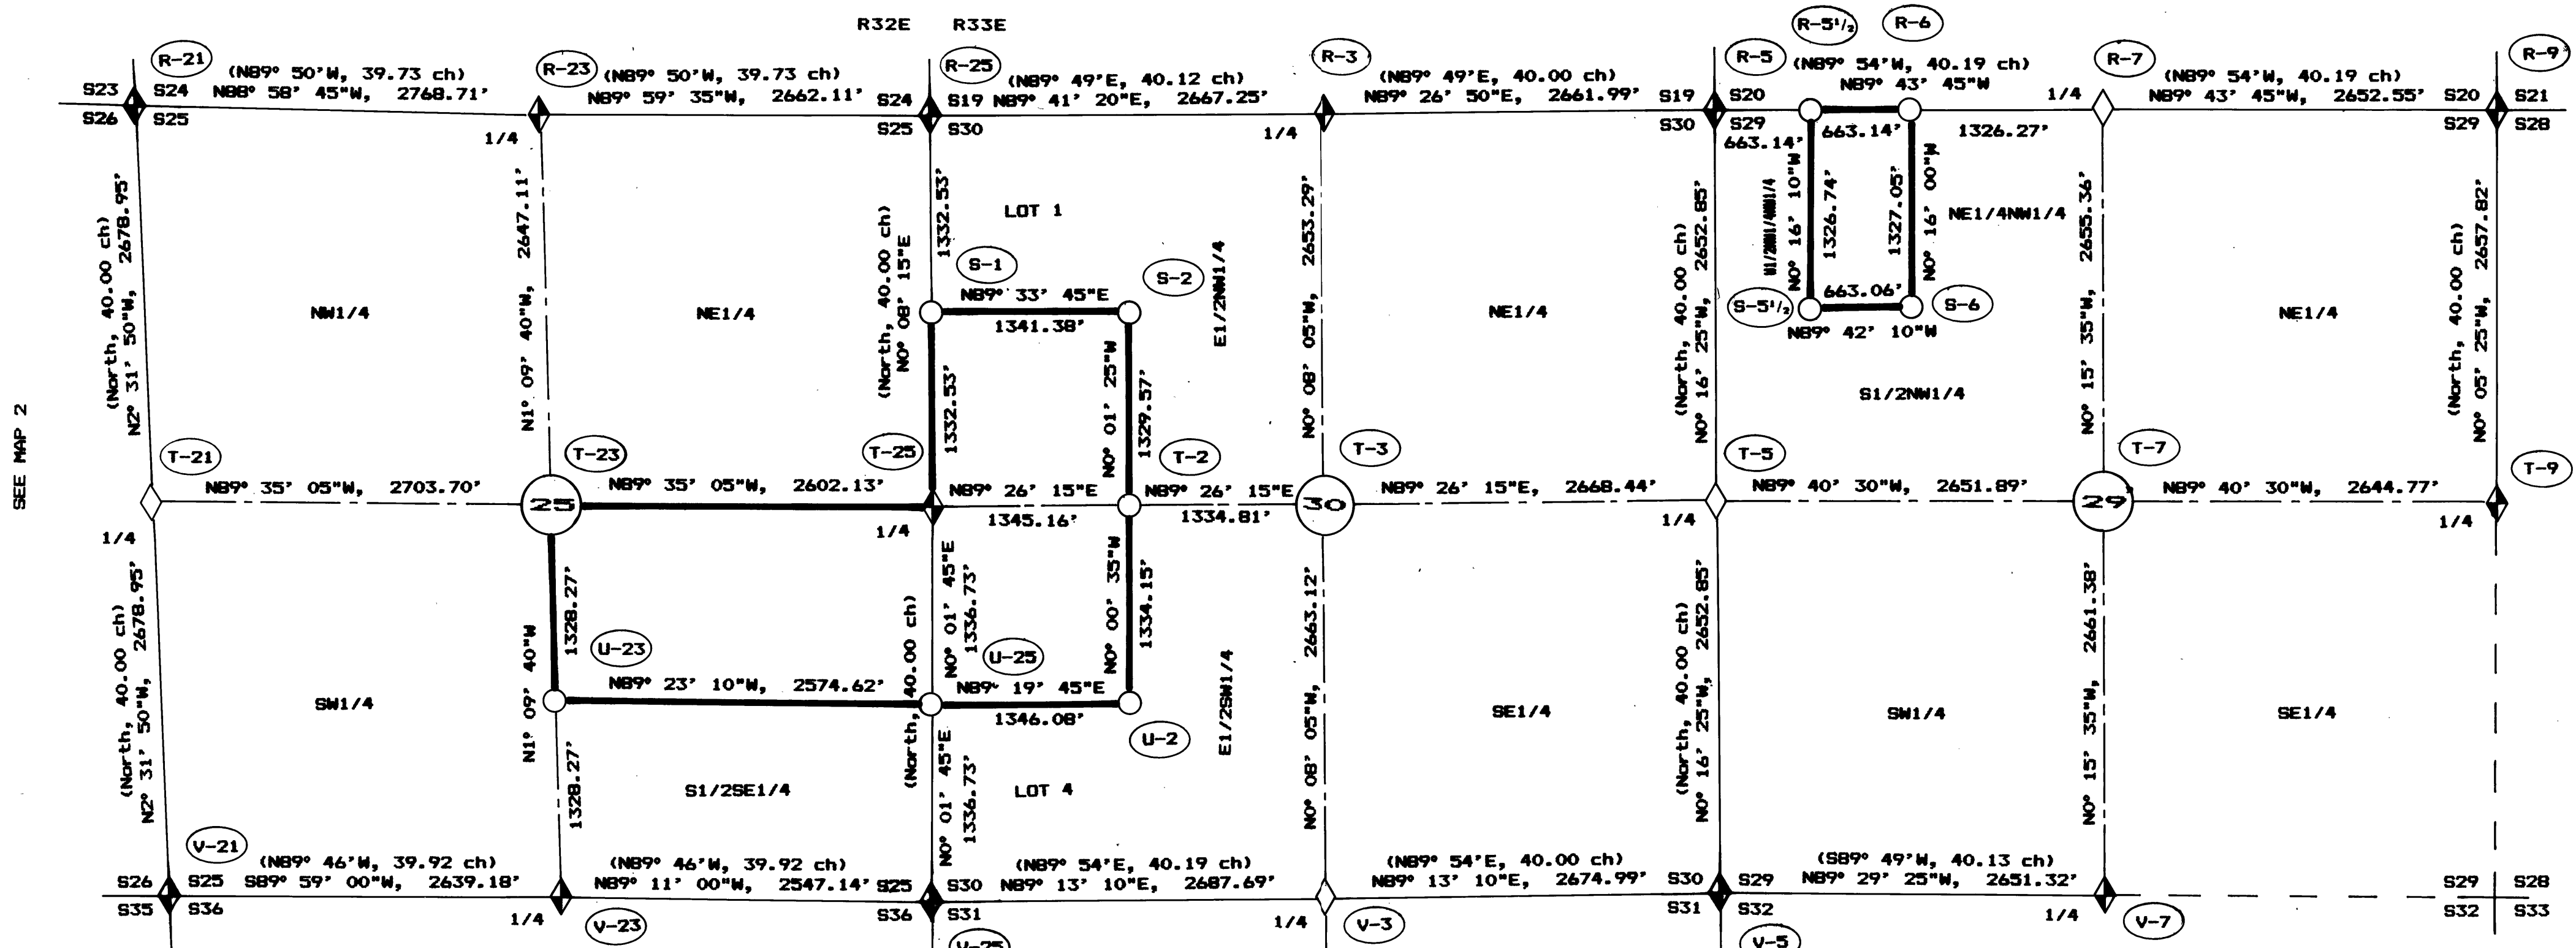 R32E R33E
R-21 R-23 R-25 R-3 R-5 R-5½ R-6 R-7 R-9
(N89° 50'W, 39.73 ch) (N89° 50'W, 39.73 ch) (N89° 49'E, 40.12 ch) (N89° 49'E, 40.00 ch) (N89° 54'W, 40.19 ch) (N89° 54'W, 40.19 ch)
S23 S24 N88° 58' 45"W, 2768.71' N89° 59' 35"W, 2662.11' S24 S19 N89° 41' 20"E, 2667.25' N89° 26' 50"E, 2661.99' S19 S20 N89° 43' 45"W 1/4 N89° 43' 45"W, 2652.55' S20 S21
S26 S25 1/4 S25 S30 1/4 S30 S29 663.14' 663.14' 1326.27' S29 S28
(North, 40.00 ch)
N2° 31' 50"W, 2678.95'
N1° 09' 40"W, 2647.11'
(North, 40.00 ch)
N0° 08' 15"E
1332.53'
LOT 1
N0° 08' 05"W, 2653.29'
(North, 40.00 ch)
N0° 16' 25"W, 2652.85'
W1/2NW1/4NW1/4
N0° 16' 10"W
1326.74'
1327.05'
N0° 16' 00"W
NE1/4NW1/4
N0° 15' 35"W, 2655.36'
(North, 40.00 ch)
N0° 05' 25"W, 2657.82'
S-1 S-2 S-5½ S-6
663.06'
N89° 42' 10"W
N89° 33' 45"E
1341.38'
E1/2NW1/4
NW1/4 NE1/4 NE1/4 NE1/4
1332.53'
N0° 01' 25"W
1329.57'
S1/2NW1/4
SEE MAP 2
T-21 T-23 T-25 T-2 T-3 T-5 T-7 T-9
N89° 35' 05"W, 2703.70' N89° 35' 05"W, 2602.13' N89° 26' 15"E N89° 26' 15"E N89° 26' 15"E, 2668.44' N89° 40' 30"W, 2651.89' N89° 40' 30"W, 2644.77'
25 1345.16' 1334.81' 30 29
1/4 1/4 1/4 1/4
(North, 40.00 ch)
N2° 31' 50"W, 2678.95'
N1° 09' 40"W
1328.27'
(North, 40.00 ch)
N0° 01' 45"E
1336.73'
N0° 00' 35"W
1334.15'
N0° 08' 05"W, 2663.12'
(North, 40.00 ch)
N0° 16' 25"W, 2652.85'
N0° 15' 35"W, 2661.38'
U-23 U-25 U-2
N89° 23' 10"W, 2574.62' N89° 19' 45"E
1346.08'
SW1/4 E1/2SW1/4 SE1/4 SW1/4 SE1/4
1328.27'
S1/2SE1/4
N0° 01' 45"E
1336.73'
LOT 4
V-21
(N89° 46'W, 39.92 ch) (N89° 46'W, 39.92 ch) (N89° 54'E, 40.19 ch) (N89° 54'E, 40.00 ch) (S89° 49'W, 40.13 ch)
S26 S25 S89° 59' 00"W, 2639.18' N89° 11' 00"W, 2547.14' S25 S30 N89° 13' 10"E, 2687.69' N89° 13' 10"E, 2674.99' S30 S29 N89° 29' 25"W, 2651.32' S29 S28
S35 S36 1/4 S36 S31 1/4 S31 S32 1/4 S32 S33
V-23 V-25 V-3 V-5 V-7